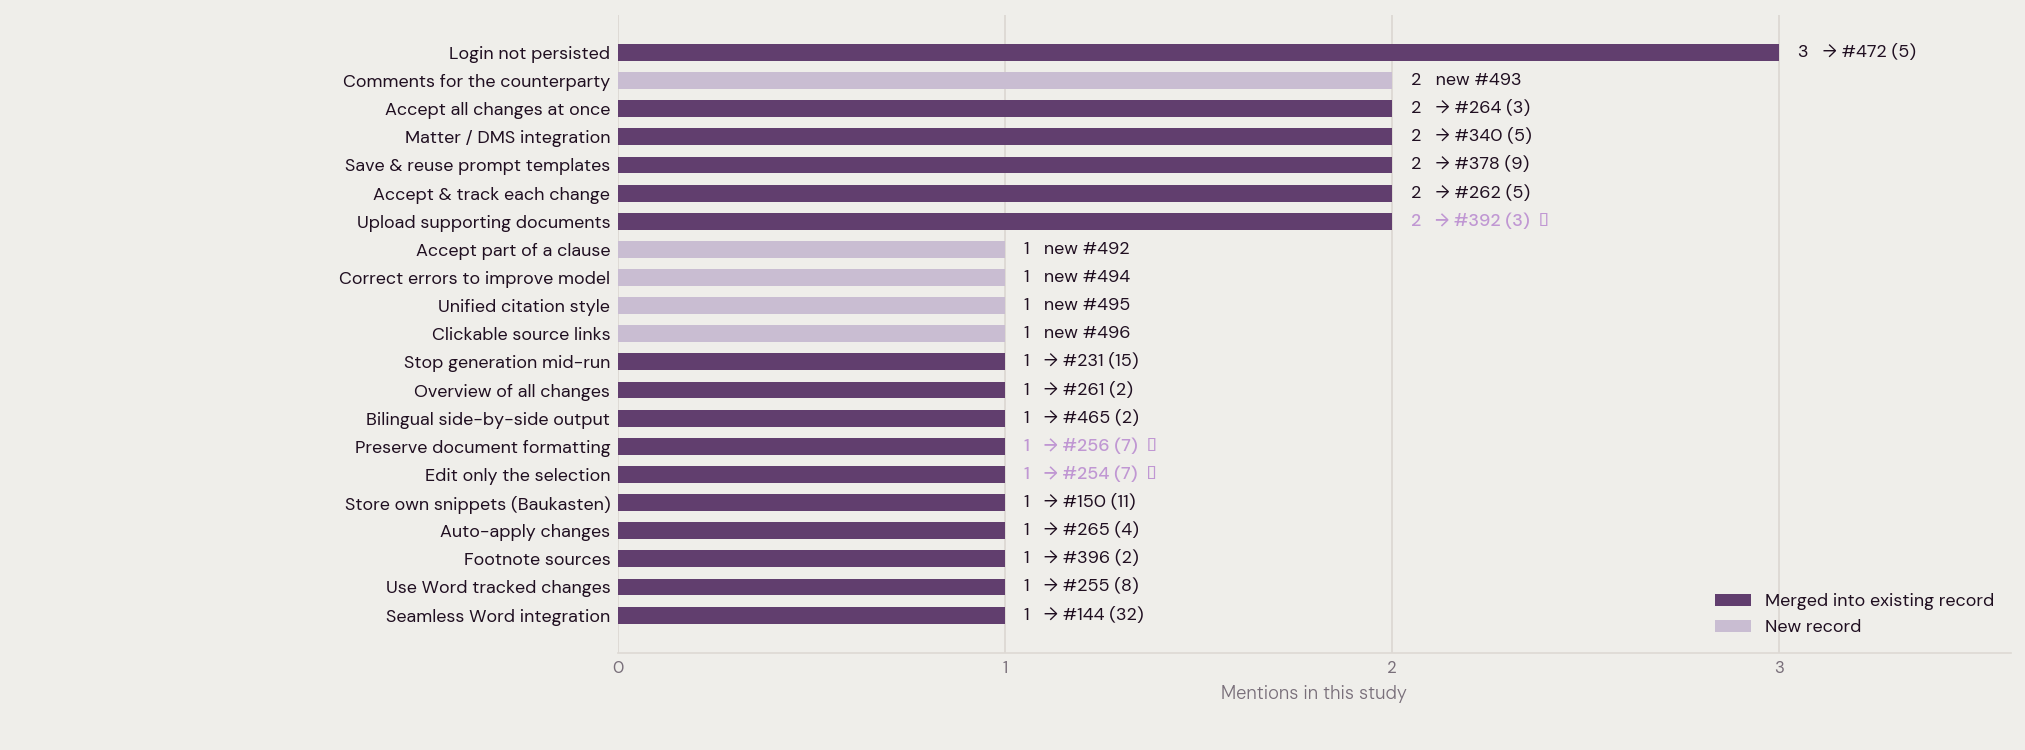 Login not persisted 3 → #472 (5)
Comments for the counterparty 2 new #493
Accept all changes at once 2 → #264 (3)
Matter / DMS integration 2 → #340 (5)
Save & reuse prompt templates 2 → #378 (9)
Accept & track each change 2 → #262 (5)
Upload supporting documents 2 → #392 (3) ▯
Accept part of a clause 1 new #492
Correct errors to improve model 1 new #494
Unified citation style 1 new #495
Clickable source links 1 new #496
Stop generation mid-run 1 → #231 (15)
Overview of all changes 1 → #261 (2)
Bilingual side-by-side output 1 → #465 (2)
Preserve document formatting 1 → #256 (7) ▯
Edit only the selection 1 → #254 (7) ▯
Store own snippets (Baukasten) 1 → #150 (11)
Auto-apply changes 1 → #265 (4)
Footnote sources 1 → #396 (2)
Use Word tracked changes 1 → #255 (8)
Seamless Word integration 1 → #144 (32)
Merged into existing record
New record
0 1 2 3
Mentions in this study